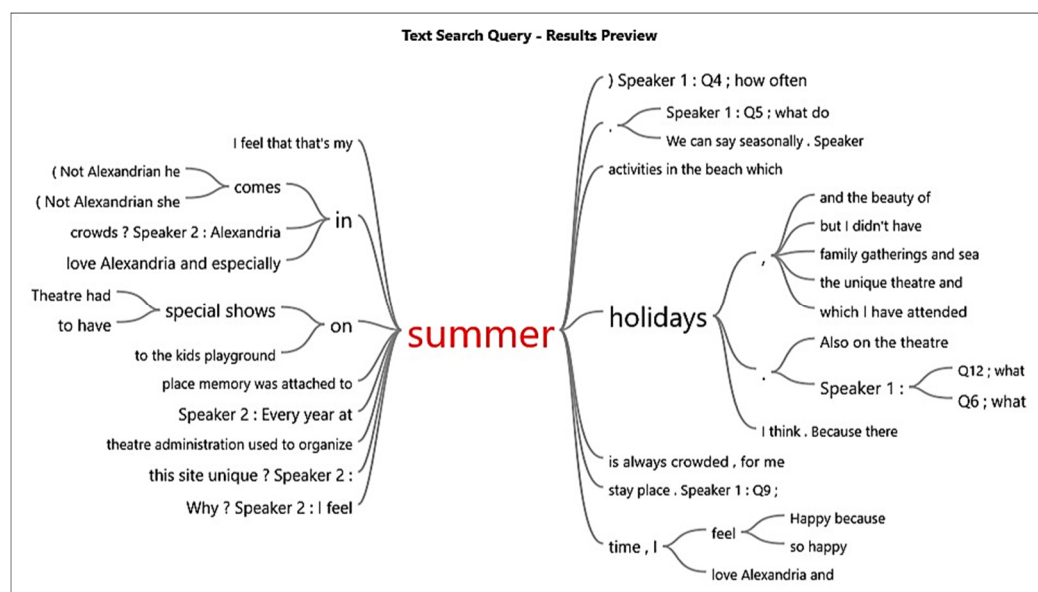 Text Search Query - Results Preview
I feel that that's my
( Not Alexandrian he
( Not Alexandrian she
comes
crowds ? Speaker 2 : Alexandria
love Alexandria and especially
in
Theatre had
to have
special shows
to the kids playground
on
place memory was attached to
Speaker 2 : Every year at
theatre administration used to organize
this site unique ? Speaker 2 :
Why ? Speaker 2 : I feel
summer
) Speaker 1 : Q4 ; how often
.
Speaker 1 : Q5 ; what do
We can say seasonally . Speaker
activities in the beach which
holidays
,
and the beauty of
but I didn't have
family gatherings and sea
the unique theatre and
which I have attended
.
Also on the theatre
Speaker 1 :
Q12 ; what
Q6 ; what
I think . Because there
is always crowded , for me
stay place . Speaker 1 : Q9 ;
time , I
feel
Happy because
so happy
love Alexandria and